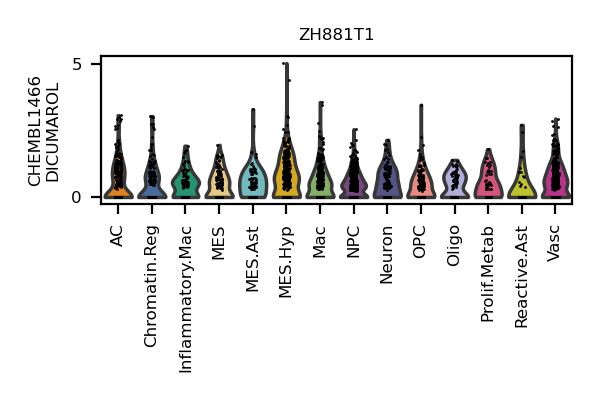 ZH881T1
CHEMBL1466
DICUMAROL
5
0
AC
Chromatin.Reg
Inflammatory.Mac
MES
MES.Ast
MES.Hyp
Mac
NPC
Neuron
OPC
Oligo
Prolif.Metab
Reactive.Ast
Vasc